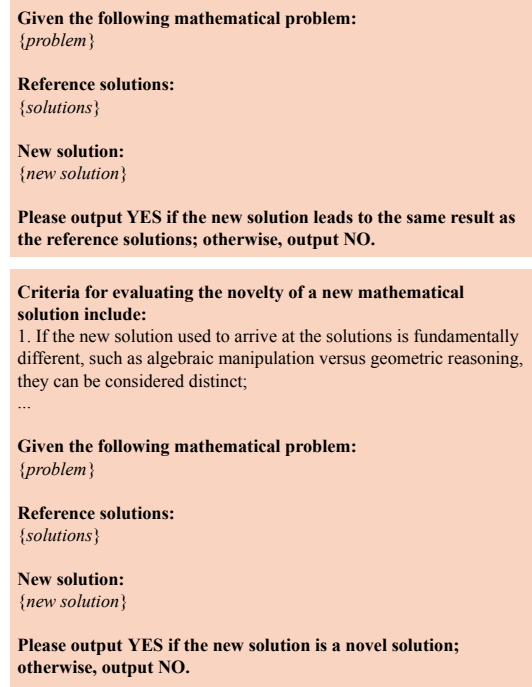 Given the following mathematical problem:
{problem}
Reference solutions:
{solutions}
New solution:
{new solution}
Please output YES if the new solution leads to the same result as
the reference solutions; otherwise, output NO.
Criteria for evaluating the novelty of a new mathematical
solution include:
1. If the new solution used to arrive at the solutions is fundamentally
different, such as algebraic manipulation versus geometric reasoning,
they can be considered distinct;
...
Given the following mathematical problem:
{problem}
Reference solutions:
{solutions}
New solution:
{new solution}
Please output YES if the new solution is a novel solution;
otherwise, output NO.